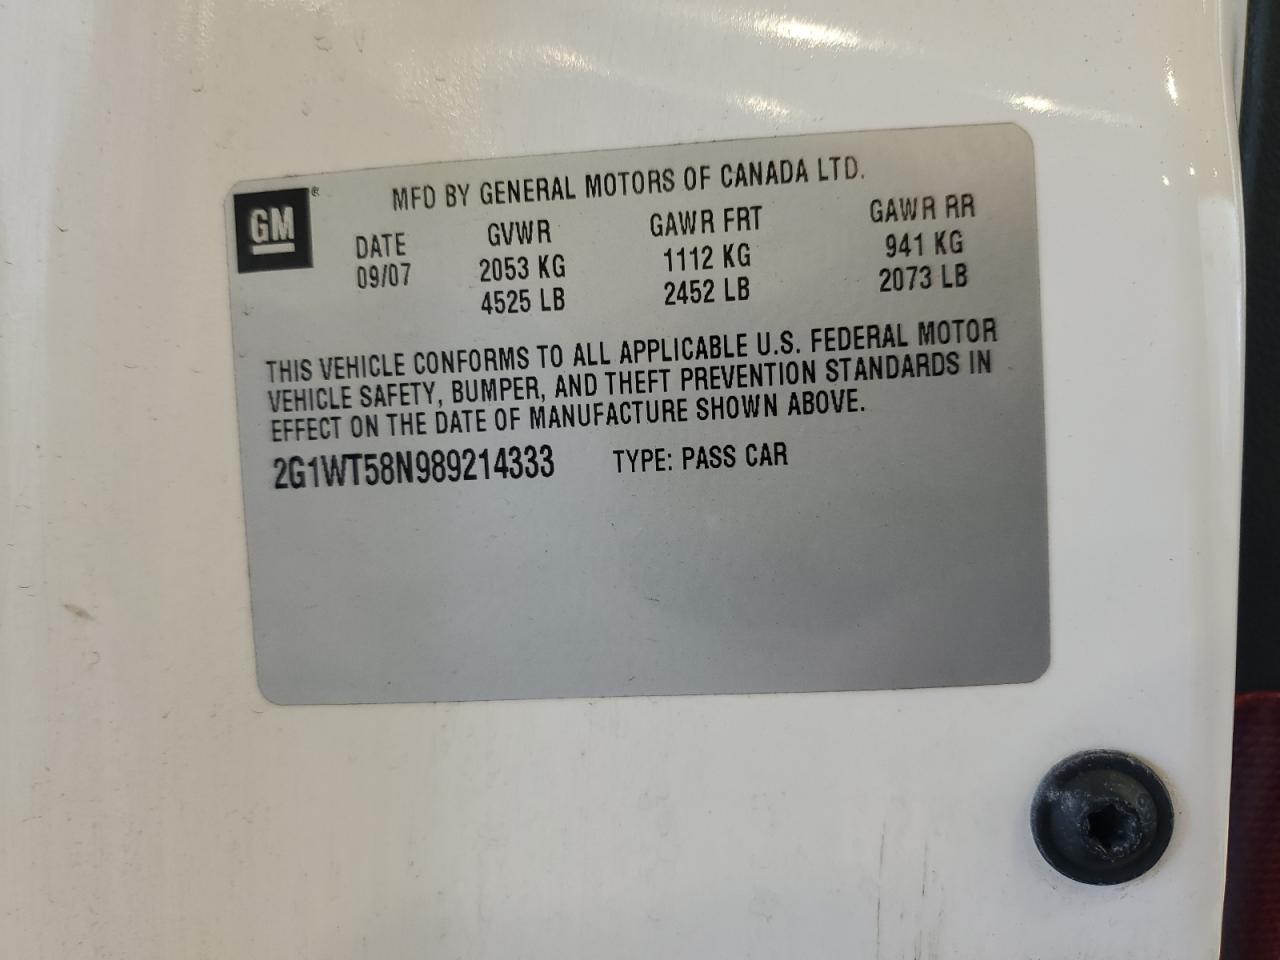 GM®
MFD BY GENERAL MOTORS OF CANADA LTD.
DATE GVWR GAWR FRT GAWR RR
09/07 2053 KG 1112 KG 941 KG
4525 LB 2452 LB 2073 LB
THIS VEHICLE CONFORMS TO ALL APPLICABLE U.S. FEDERAL MOTOR
VEHICLE SAFETY, BUMPER, AND THEFT PREVENTION STANDARDS IN
EFFECT ON THE DATE OF MANUFACTURE SHOWN ABOVE.
2G1WT58N989214333 TYPE: PASS CAR